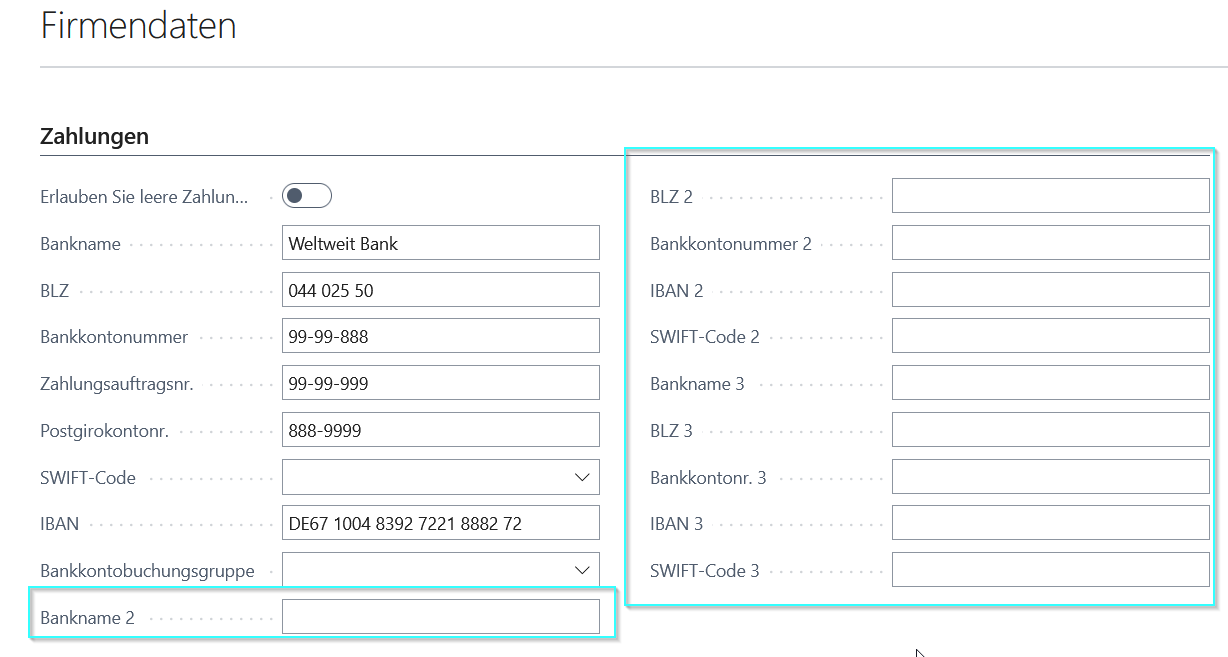 Firmendaten
Zahlungen
Erlauben Sie leere Zahlun...
Bankname Weltweit Bank
BLZ 044 025 50
Bankkontonummer 99-99-888
Zahlungsauftragsnr. 99-99-999
Postgirokontonr. 888-9999
SWIFT-Code
IBAN DE67 1004 8392 7221 8882 72
Bankkontobuchungsgruppe
Bankname 2
BLZ 2
Bankkontonummer 2
IBAN 2
SWIFT-Code 2
Bankname 3
BLZ 3
Bankkontonr. 3
IBAN 3
SWIFT-Code 3